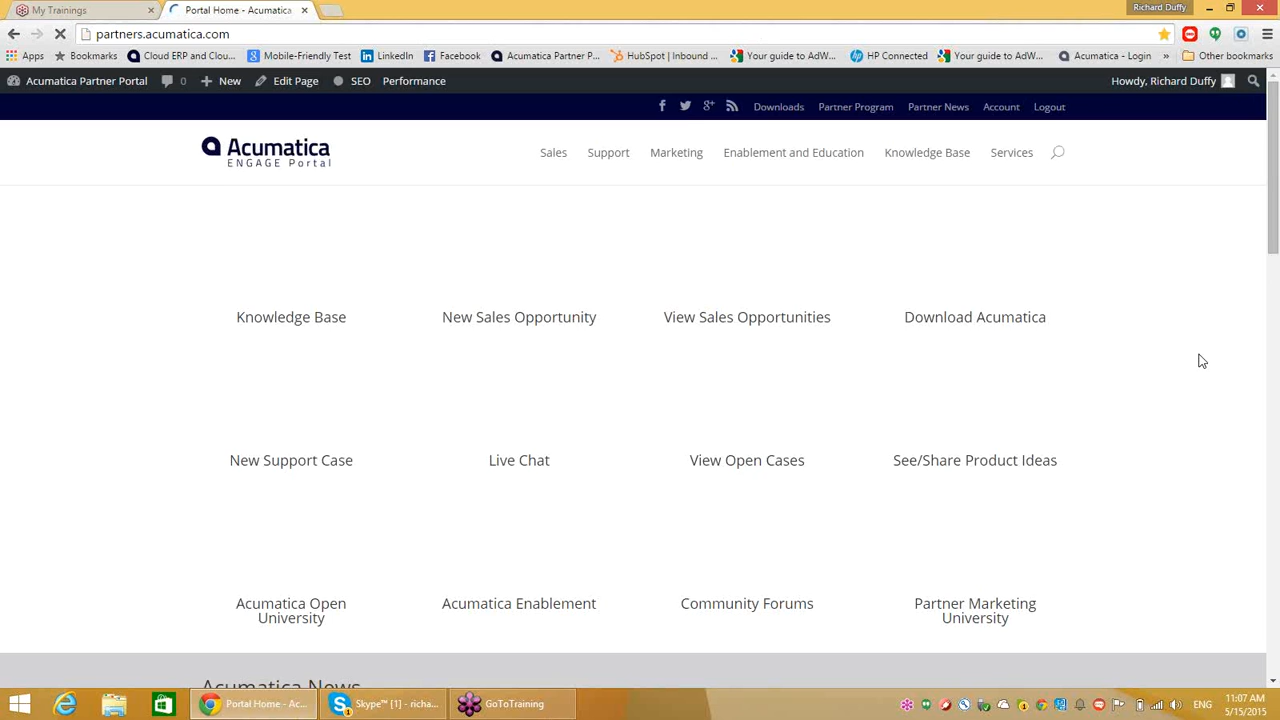 My Trainings
Portal Home - Acumatica
Richard Duffy
partners.acumatica.com
Apps
Bookmarks
Cloud ERP and Clou...
Mobile-Friendly Test
LinkedIn
Facebook
Acumatica Partner P...
HubSpot | Inbound ...
Your guide to AdW...
HP Connected
Your guide to AdW...
Acumatica - Login
»
Other bookmarks
Acumatica Partner Portal
0
New
Edit Page
SEO
Performance
Howdy, Richard Duffy
Downloads
Partner Program
Partner News
Account
Logout
Acumatica
ENGAGE Portal
Sales
Support
Marketing
Enablement and Education
Knowledge Base
Services
Knowledge Base
New Sales Opportunity
View Sales Opportunities
Download Acumatica
New Support Case
Live Chat
View Open Cases
See/Share Product Ideas
Acumatica Open
University
Acumatica Enablement
Community Forums
Partner Marketing
University
Acumatica News
Portal Home - Ac...
Skype™ [1] - richa...
GoToTraining
ENG
11:07 AM
5/15/2015